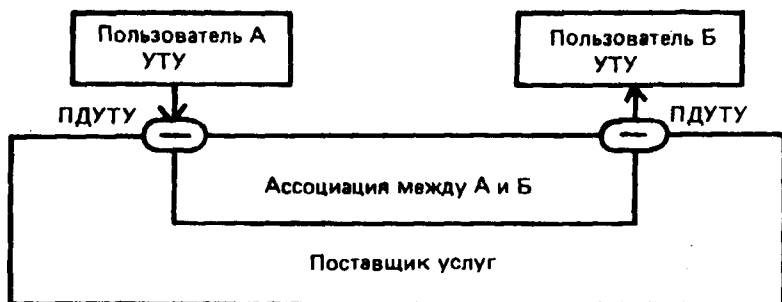 Пользователь А
УТУ
Пользователь Б
УТУ
ПДУТУ
ПДУТУ
Ассоциация между А и Б
Поставщик услуг